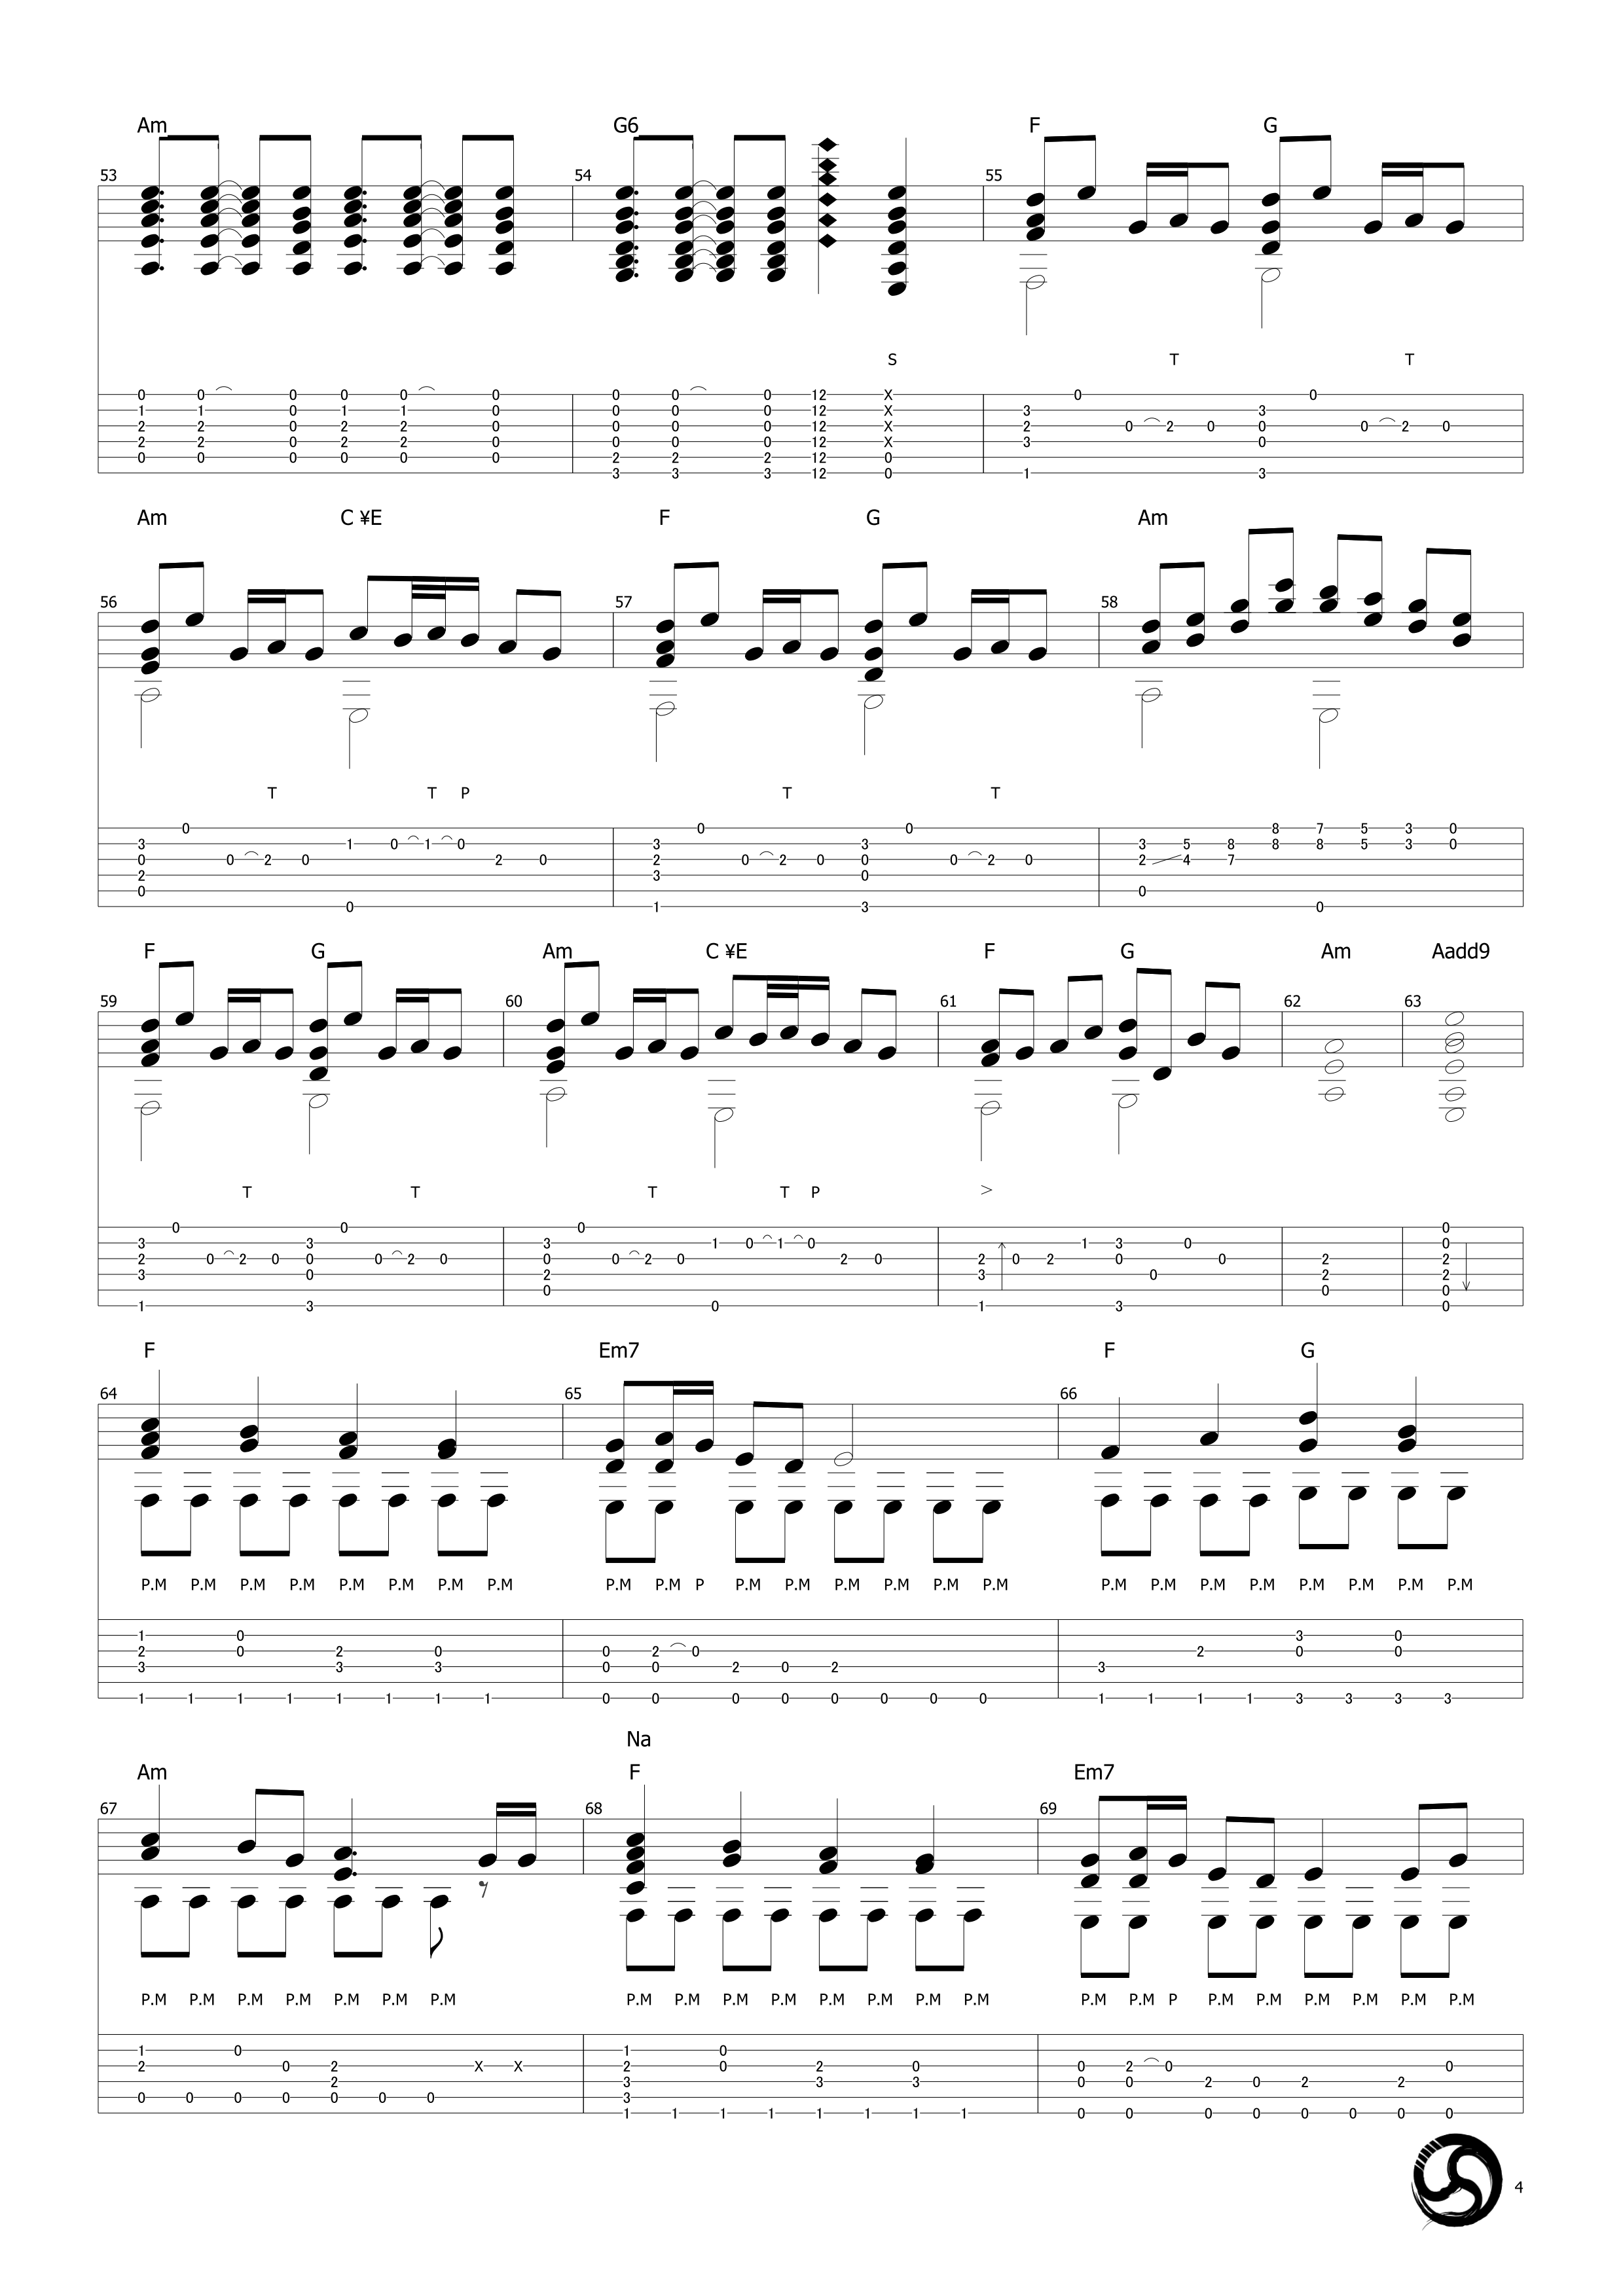 Am G6 F G
53 54 55
S T T
0 0 0 0 0 0 0 0 0 12 X 0 0
1 1 0 1 1 0 0 0 0 12 X 3 3
2 2 0 2 2 0 0 0 0 12 X 2 0 2 0 0 0 2 0
2 2 0 2 2 0 0 0 0 12 X 3 0
0 0 0 0 0 0 2 2 2 12 0
3 3 3 12 0 1 3
Am C ¥E F G Am
56 57 58
T T P T T
0 0 0 8 7 5 3 0
3 1 0 1 0 3 3 3 5 8 8 8 5 3 0
0 0 2 0 2 0 2 0 2 0 0 0 2 0 2 4 7
2 3 0
0 0
0 1 3 0
F G Am C ¥E F G Am Aadd9
59 60 61 62 63
T T T T P >
0 0 0 0
3 3 3 1 0 1 0 1 3 0 0
2 0 2 0 0 0 2 0 0 0 2 0 2 0 2 0 2 0 0 2 2
3 0 2 3 0 2 2
0 0 0
1 3 0 1 3 0
F Em7 F G
64 65 66
P.M P.M P.M P.M P.M P.M P.M P.M P.M P.M P P.M P.M P.M P.M P.M P.M P.M P.M P.M P.M P.M P.M P.M P.M
1 0 3 0
2 0 2 0 0 2 0 2 0 0
3 3 3 0 0 2 0 2 3
1 1 1 1 1 1 1 1 0 0 0 0 0 0 0 0 1 1 1 1 3 3 3 3
Na
Am F Em7
67 68 69
P.M P.M P.M P.M P.M P.M P.M P.M P.M P.M P.M P.M P.M P.M P.M P.M P.M P P.M P.M P.M P.M P.M P.M
1 0 1 0
2 0 2 X X 2 0 2 0 0 2 0 0
2 3 3 3 0 0 2 0 2 2
0 0 0 0 0 0 0 3
1 1 1 1 1 1 1 1 0 0 0 0 0 0 0 0
4